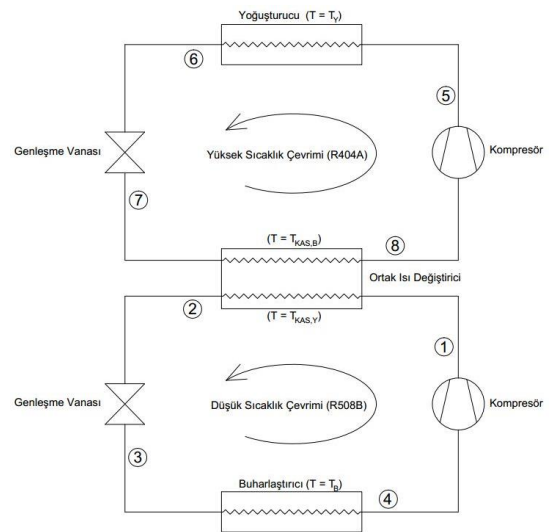 Yoğuşturucu (T = T_Y)
6
5
Genleşme Vanası
Yüksek Sıcaklık Çevrimi (R404A)
Kompresör
7
(T = T_KAS,B)
8
Ortak Isı Değiştirici
2
(T = T_KAS,Y)
1
Genleşme Vanası
Düşük Sıcaklık Çevrimi (R508B)
Kompresör
3
Buharlaştırıcı (T = T_B)
4